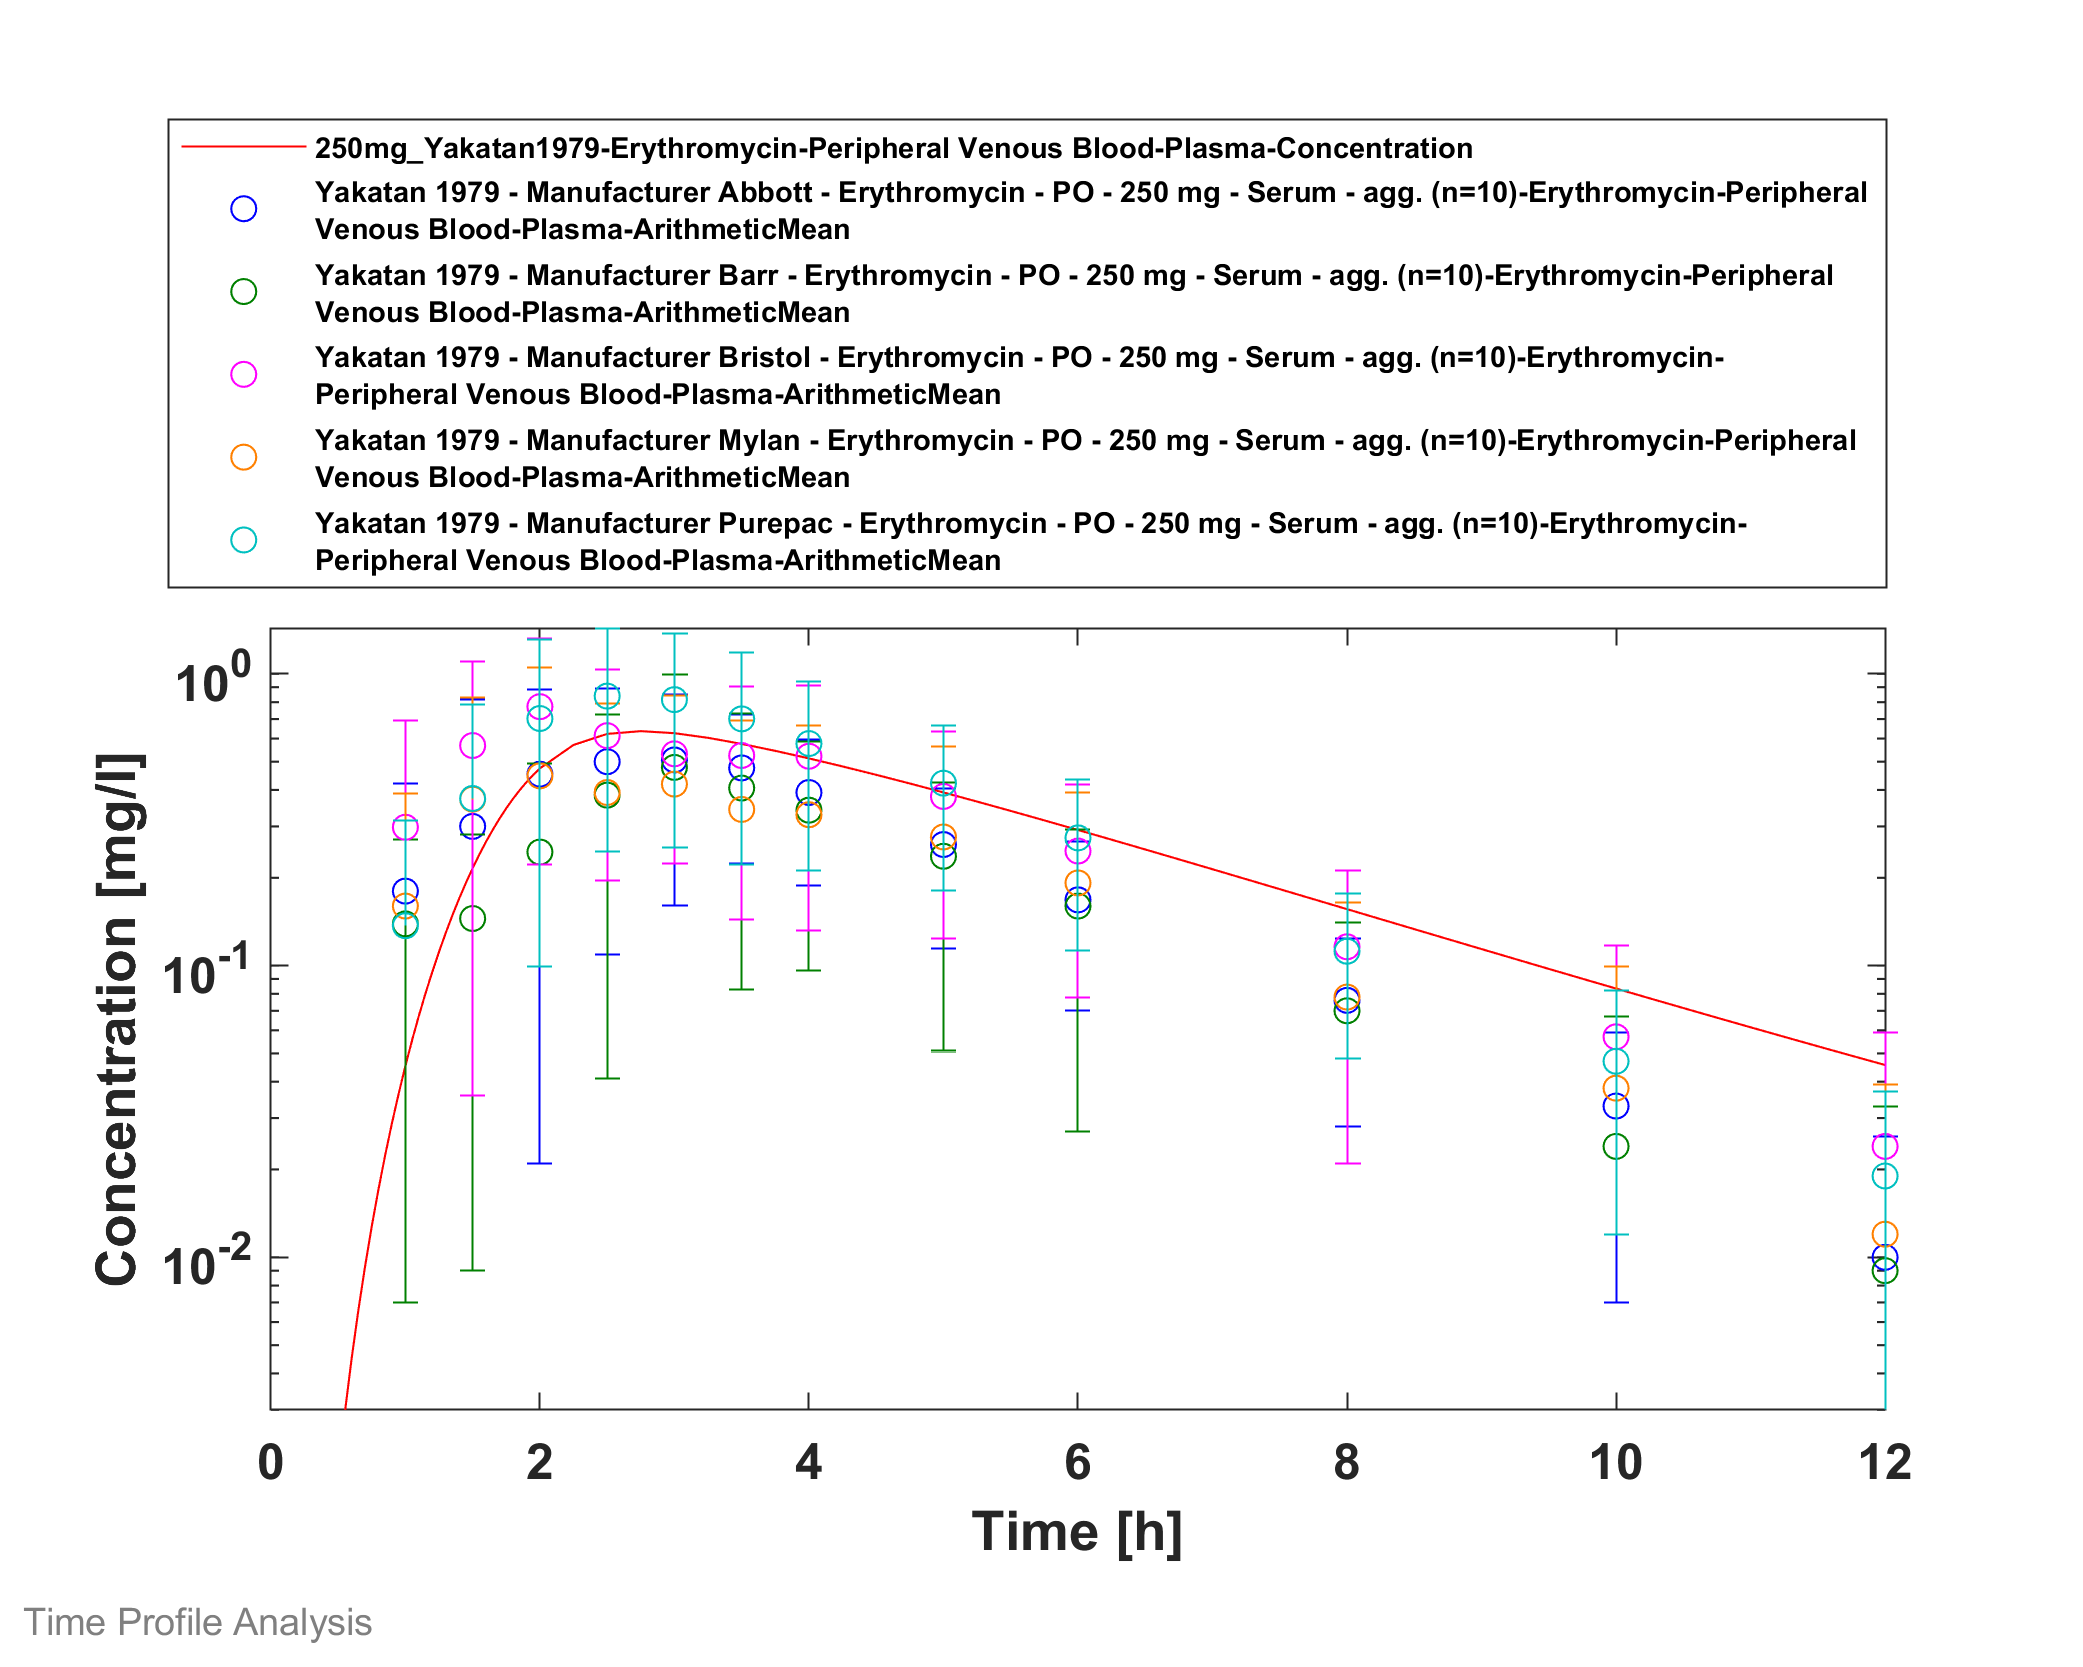 250mg_Yakatan1979-Erythromycin-Peripheral Venous Blood-Plasma-Concentration
Yakatan 1979 - Manufacturer Abbott - Erythromycin - PO - 250 mg - Serum - agg. (n=10)-Erythromycin-Peripheral
Venous Blood-Plasma-ArithmeticMean
Yakatan 1979 - Manufacturer Barr - Erythromycin - PO - 250 mg - Serum - agg. (n=10)-Erythromycin-Peripheral
Venous Blood-Plasma-ArithmeticMean
Yakatan 1979 - Manufacturer Bristol - Erythromycin - PO - 250 mg - Serum - agg. (n=10)-Erythromycin-
Peripheral Venous Blood-Plasma-ArithmeticMean
Yakatan 1979 - Manufacturer Mylan - Erythromycin - PO - 250 mg - Serum - agg. (n=10)-Erythromycin-Peripheral
Venous Blood-Plasma-ArithmeticMean
Yakatan 1979 - Manufacturer Purepac - Erythromycin - PO - 250 mg - Serum - agg. (n=10)-Erythromycin-
Peripheral Venous Blood-Plasma-ArithmeticMean
Concentration [mg/l]
10^0
10^-1
10^-2
0 2 4 6 8 10 12
Time [h]
Time Profile Analysis